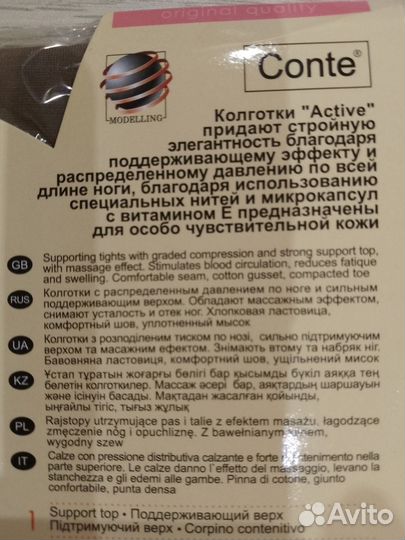 original quality
MODELLING
Conte®
Колготки "Active"
придают стройную
элегантность благодаря
поддерживающему эффекту и
распределенному давлению по всей
длине ноги, благодаря использованию
специальных нитей и микрокапсул
с витамином Е предназначены
для особо чувствительной кожи
GB Supporting tights with graded compression and strong support top,
with massage effect. Stimulates blood circulation, reduces fatique
and swelling. Comfortable seam, cotton gusset, compacted toe
RUS Колготки с распределенным давлением по ноге и сильным
поддерживающим верхом. Обладают массажным эффектом,
снимают усталость и отек ног. Хлопковая ластовица,
комфортный шов, уплотненный мысок
UA Колготки з розподіленим тиском по нозі, сильно підтримуючим
верхом та масажним ефектом. Знімають втому та набряк ніг.
Бавовняна ластовиця, комфортний шов, ущільнений мисок
KZ Ұстап тұратын жоғарғы белігі бар қысымды бүкіл аяққа тең
бөлетін колготкилер. Массаж әсері бар, аяқтардың шаршауын
және ісінуін басады. Мақтадан жасалған қойынды,
ыңғайлы тігіс, тығыз жұлық
PL Rajstopy utrzymujące pas i talie z efektem masażu, łagodzące
zmęczenie nóg i opuchliznę. Z bawełnianym klinem,
wygodny szew
IT Calze con pressione distributiva calzante e forte contenimento nella
parte superiore. Le calze danno l`effetto del massaggio, levano la
stanchezza e gli edemi alle gambe. Pinna di cotone, giunto
confortabile, punta densa
1 Support top • Поддерживающий верх
Підтримуючий верх • Corpino contenitivo
Avito